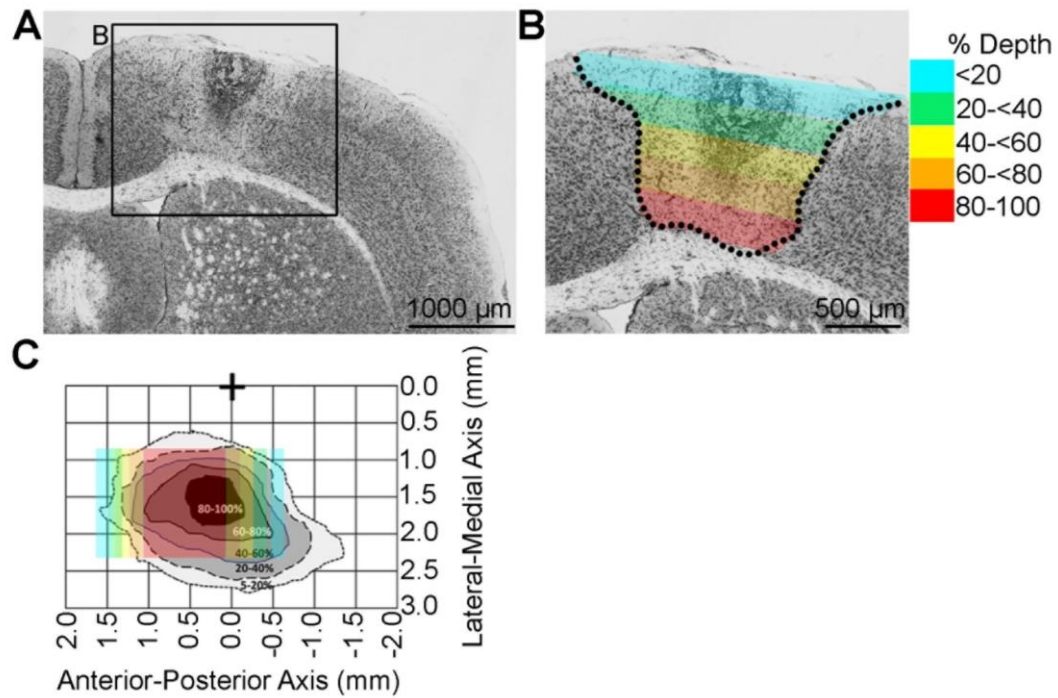 A
B
1000 µm
B
500 µm
% Depth
<20
20-<40
40-<60
60-<80
80-100
C
80-100%
60-80%
40-60%
20-40%
5-20%
0.0
0.5
1.0
1.5
2.0
2.5
3.0
Lateral-Medial Axis (mm)
2.0
1.5
1.0
0.5
0.0
-0.5
-1.0
-1.5
-2.0
Anterior-Posterior Axis (mm)